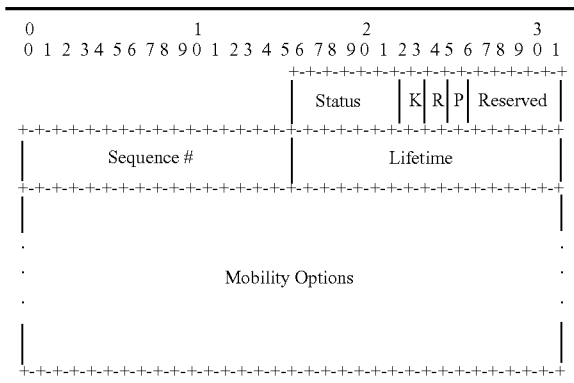 0 1 2 3
0 1 2 3 4 5 6 7 8 9 0 1 2 3 4 5 6 7 8 9 0 1 2 3 4 5 6 7 8 9 0 1
+-+-+-+-+-+-+-+-+-+-+-+-+-+-+-+-+
| Status | K | R | P | Reserved |
+-+-+-+-+-+-+-+-+-+-+-+-+-+-+-+-+-+-+-+-+-+-+-+-+-+-+-+-+-+-+-+-+
| Sequence # | Lifetime |
+-+-+-+-+-+-+-+-+-+-+-+-+-+-+-+-+-+-+-+-+-+-+-+-+-+-+-+-+-+-+-+-+
| |
. .
. Mobility Options .
. .
| |
+-+-+-+-+-+-+-+-+-+-+-+-+-+-+-+-+-+-+-+-+-+-+-+-+-+-+-+-+-+-+-+-+